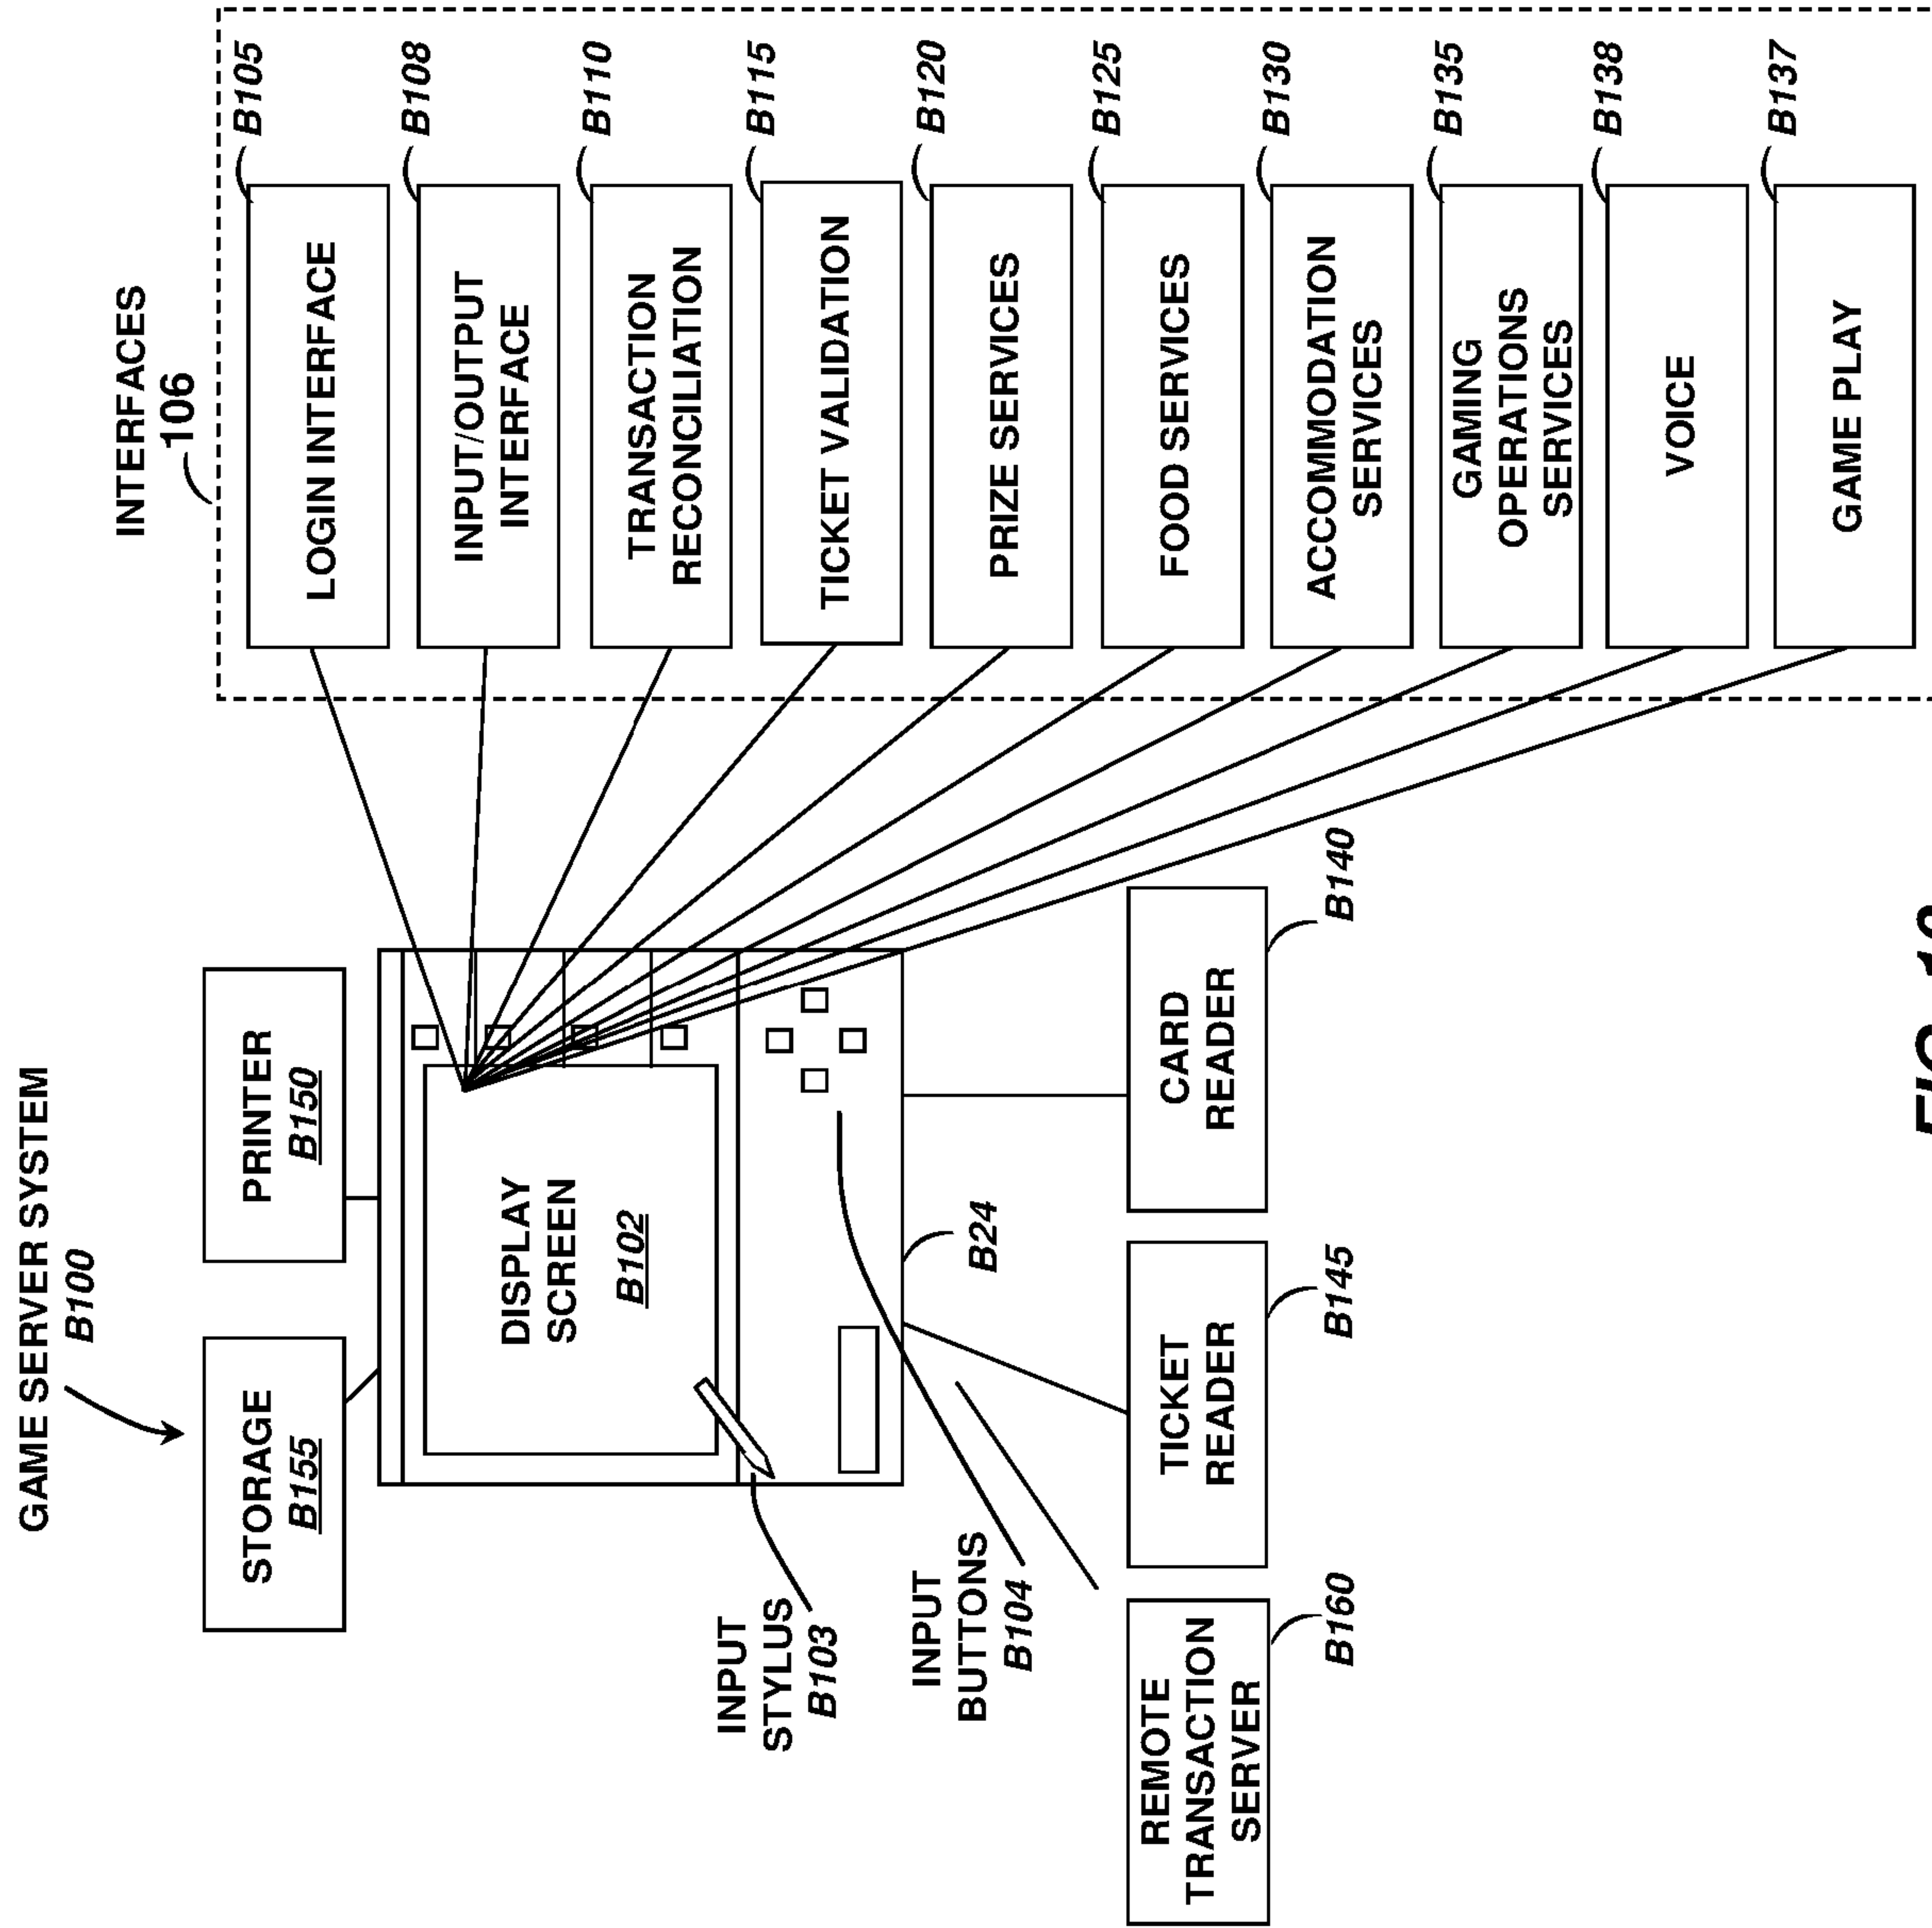 GAME SERVER SYSTEM
B100
STORAGE
B155
PRINTER
B150
DISPLAY
SCREEN
B102
INPUT
STYLUS
B103
INPUT
BUTTONS
B104
B24
REMOTE
TRANSACTION
SERVER
B160
TICKET
READER
B145
CARD
READER
B140
INTERFACES
106
LOGIN INTERFACE
B105
INPUT/OUTPUT
INTERFACE
B108
TRANSACTION
RECONCILIATION
B110
TICKET VALIDATION
B115
PRIZE SERVICES
B120
FOOD SERVICES
B125
ACCOMMODATION
SERVICES
B130
GAMING
OPERATIONS
SERVICES
B135
VOICE
B138
GAME PLAY
B137
FIG.